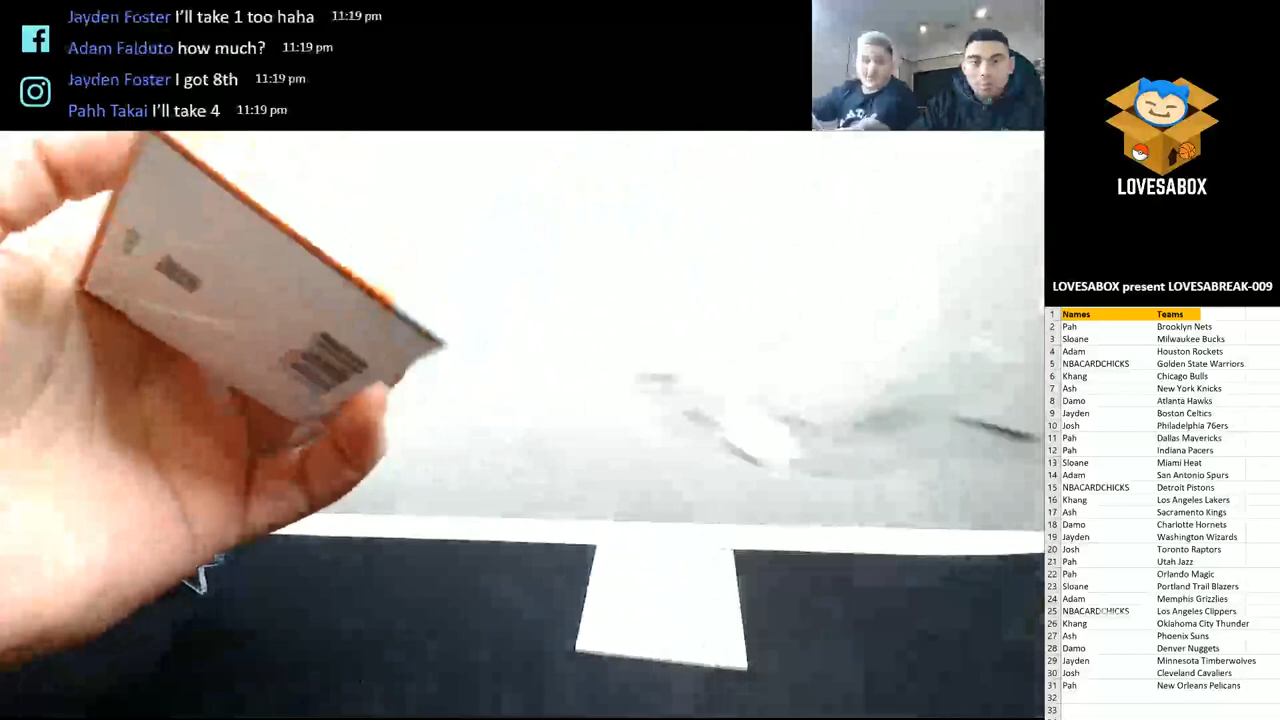 Jayden Foster I'll take 1 too haha 11:19 pm
Adam Falduto how much? 11:19 pm
Jayden Foster I got 8th 11:19 pm
Pahh Takai I'll take 4 11:19 pm
LOVESABOX
LOVESABOX present LOVESABREAK-009
1 Names Teams
2 Pah Brooklyn Nets
3 Sloane Milwaukee Bucks
4 Adam Houston Rockets
5 NBACARDCHICKS Golden State Warriors
6 Khang Chicago Bulls
7 Ash New York Knicks
8 Damo Atlanta Hawks
9 Jayden Boston Celtics
10 Josh Philadelphia 76ers
11 Pah Dallas Mavericks
12 Pah Indiana Pacers
13 Sloane Miami Heat
14 Adam San Antonio Spurs
15 NBACARDCHICKS Detroit Pistons
16 Khang Los Angeles Lakers
17 Ash Sacramento Kings
18 Damo Charlotte Hornets
19 Jayden Washington Wizards
20 Josh Toronto Raptors
21 Pah Utah Jazz
22 Pah Orlando Magic
23 Sloane Portland Trail Blazers
24 Adam Memphis Grizzlies
25 NBACARDCHICKS Los Angeles Clippers
26 Khang Oklahoma City Thunder
27 Ash Phoenix Suns
28 Damo Denver Nuggets
29 Jayden Minnesota Timberwolves
30 Josh Cleveland Cavaliers
31 Pah New Orleans Pelicans
32
33